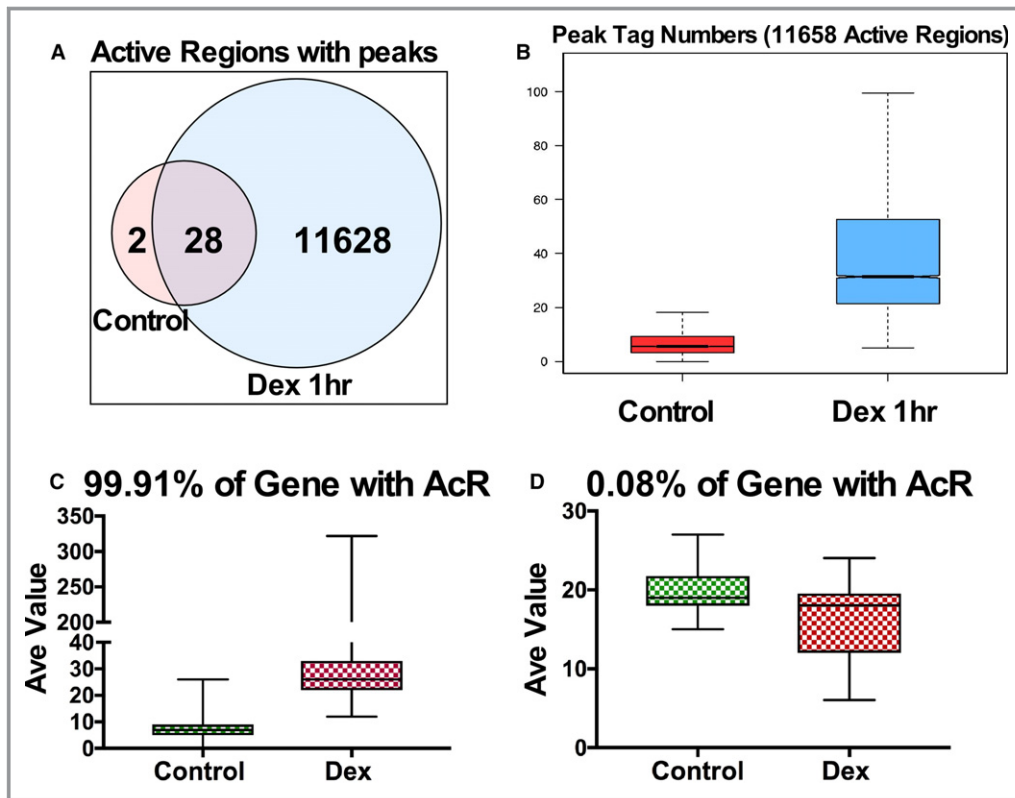 A Active Regions with peaks
2 28 11628
Control
Dex 1hr
B Peak Tag Numbers (11658 Active Regions)
100
80
60
40
20
0
Control Dex 1hr
C 99.91% of Gene with AcR
Ave Value
350
300
250
200
40
30
20
10
0
Control Dex
D 0.08% of Gene with AcR
Ave Value
30
20
10
0
Control Dex